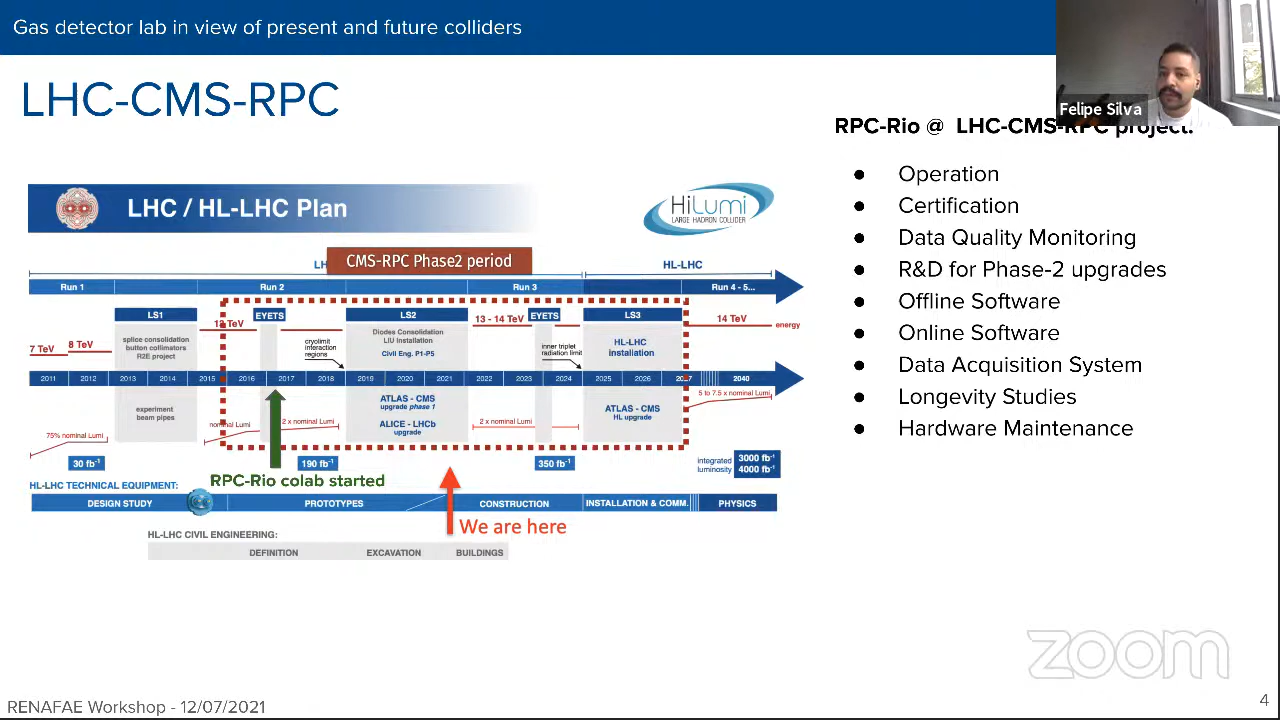 Gas detector lab in view of present and future colliders
LHC-CMS-RPC
Felipe Silva
RPC-Rio @ LHC-CMS-RPC project:
● Operation
● Certification
● Data Quality Monitoring
● R&D for Phase-2 upgrades
● Offline Software
● Online Software
● Data Acquisition System
● Longevity Studies
● Hardware Maintenance
LHC / HL-LHC Plan
HiLumi
LARGE HADRON COLLIDER
CMS-RPC Phase2 period
HL-LHC
Run 1 Run 2 Run 3 Run 4 - 5...
LS1 EYETS LS2 EYETS LS3
13 TeV 13 - 14 TeV 14 TeV
energy
7 TeV 8 TeV
splice consolidation
button collimators
R2E project
cryolimit
interaction
regions
Diodes Consolidation
LIU Installation
Civil Eng. P1-P5
inner triplet
radiation limit
HL-LHC
installation
2011 2012 2013 2014 2015 2016 2017 2018 2019 2020 2021 2022 2023 2024 2025 2026 2027 2040
75% nominal Lumi
experiment
beam pipes
nominal Lumi
2 x nominal Lumi
ATLAS - CMS
upgrade phase 1
ALICE - LHCb
upgrade
2 x nominal Lumi
ATLAS - CMS
HL upgrade
5 to 7.5 x nominal Lumi
30 fb-1 190 fb-1 350 fb-1
integrated
luminosity
3000 fb-1
4000 fb-1
RPC-Rio colab started
HL-LHC TECHNICAL EQUIPMENT:
DESIGN STUDY PROTOTYPES CONSTRUCTION INSTALLATION & COMM. PHYSICS
We are here
HL-LHC CIVIL ENGINEERING:
DEFINITION EXCAVATION BUILDINGS
zoom
RENAFAE Workshop - 12/07/2021
4